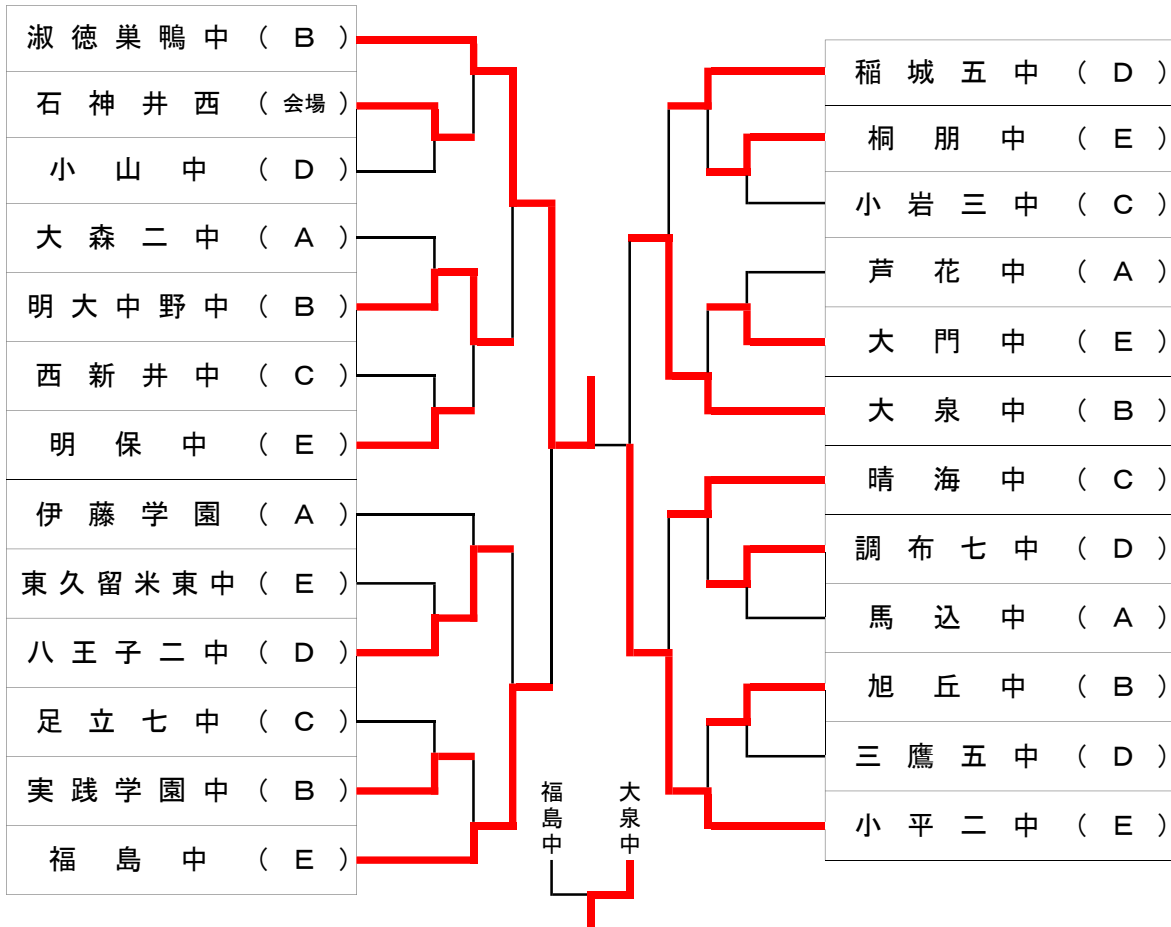 淑徳巣鴨中（Ｂ）
石神井西（会場）
小山中（Ｄ）
大森二中（Ａ）
明大中野中（Ｂ）
西新井中（Ｃ）
明保中（Ｅ）
伊藤学園（Ａ）
東久留米東中（Ｅ）
八王子二中（Ｄ）
足立七中（Ｃ）
実践学園中（Ｂ）
福島中（Ｅ）
福島中
大泉中
稲城五中（Ｄ）
桐朋中（Ｅ）
小岩三中（Ｃ）
芦花中（Ａ）
大門中（Ｅ）
大泉中（Ｂ）
晴海中（Ｃ）
調布七中（Ｄ）
馬込中（Ａ）
旭丘中（Ｂ）
三鷹五中（Ｄ）
小平二中（Ｅ）